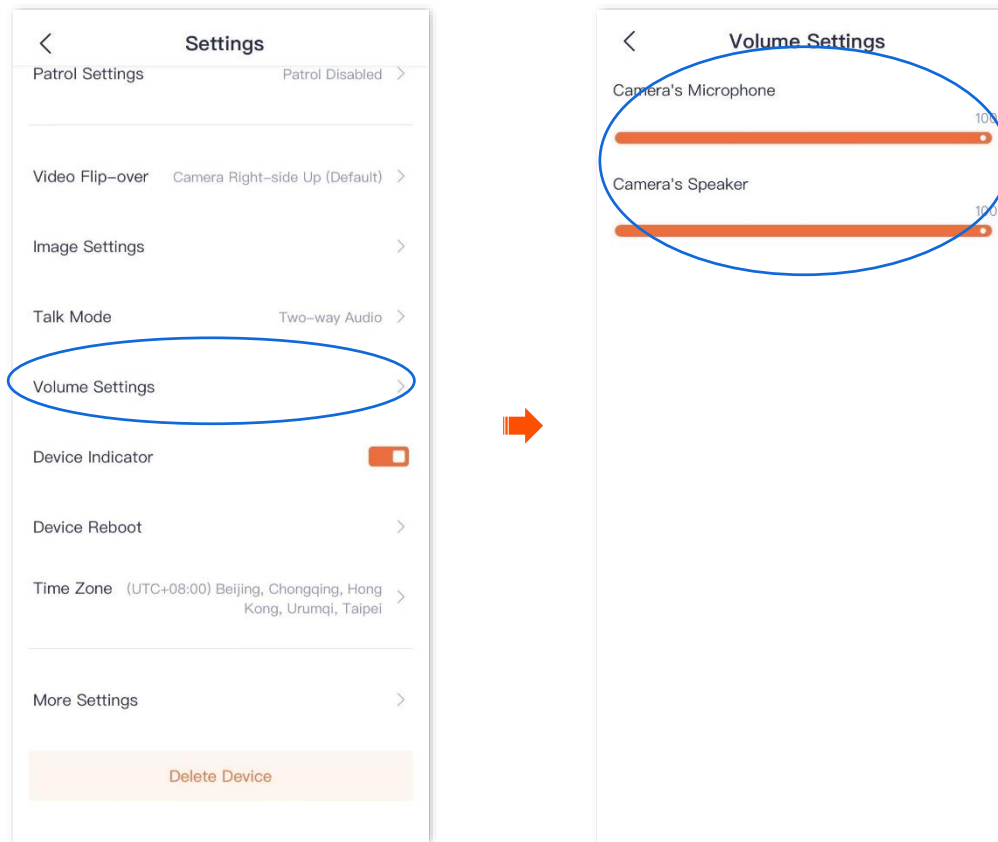 Settings
Patrol Settings Patrol Disabled
Video Flip-over Camera Right-side Up (Default)
Image Settings
Talk Mode Two-way Audio
Volume Settings
Device Indicator
Device Reboot
Time Zone (UTC+08:00) Beijing, Chongqing, Hong
Kong, Urumqi, Taipei
More Settings
Delete Device
Volume Settings
Camera's Microphone
100
Camera's Speaker
100